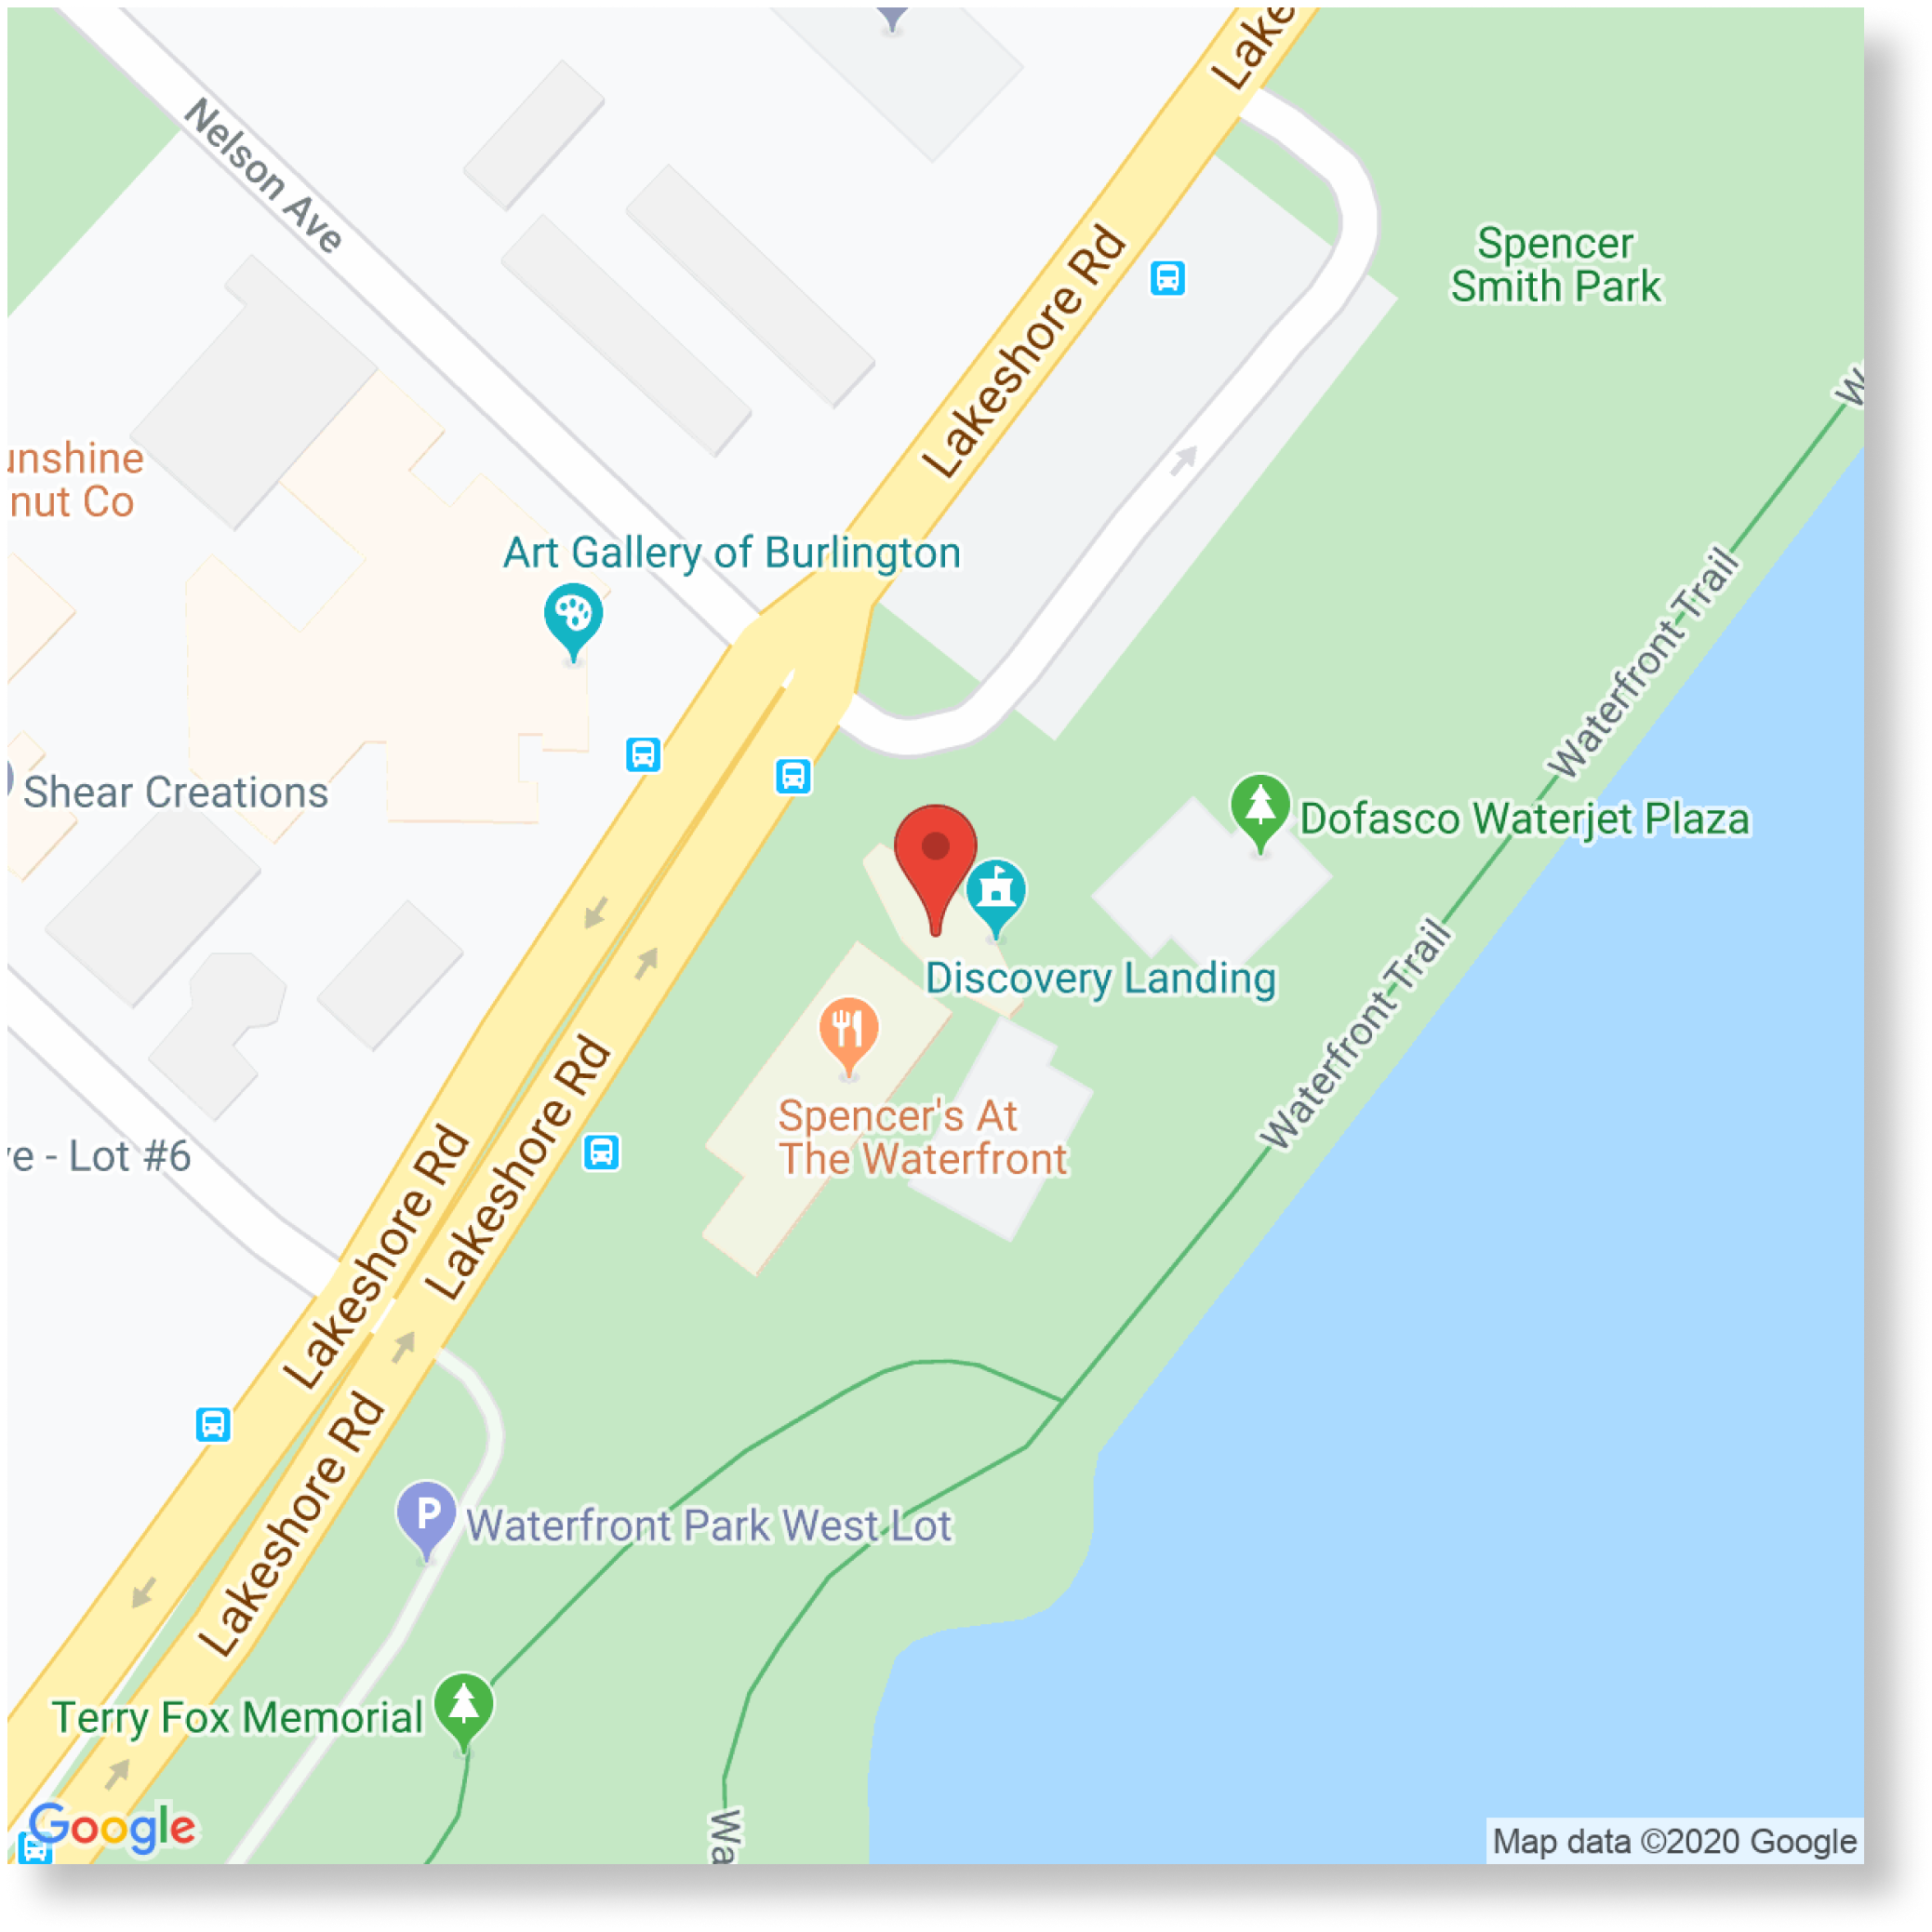 Lake
Nelson Ave
Spencer
Smith Park
Lakeshore Rd
W
unshine
nut Co
Art Gallery of Burlington
Waterfront Trail
Shear Creations
Dofasco Waterjet Plaza
Discovery Landing
Waterfront Trail
Spencer's At
The Waterfront
Lakeshore Rd
Lakeshore Rd
e - Lot #6
P
Waterfront Park West Lot
Lakeshore Rd
Terry Fox Memorial
Wa
Google
Map data ©2020 Google